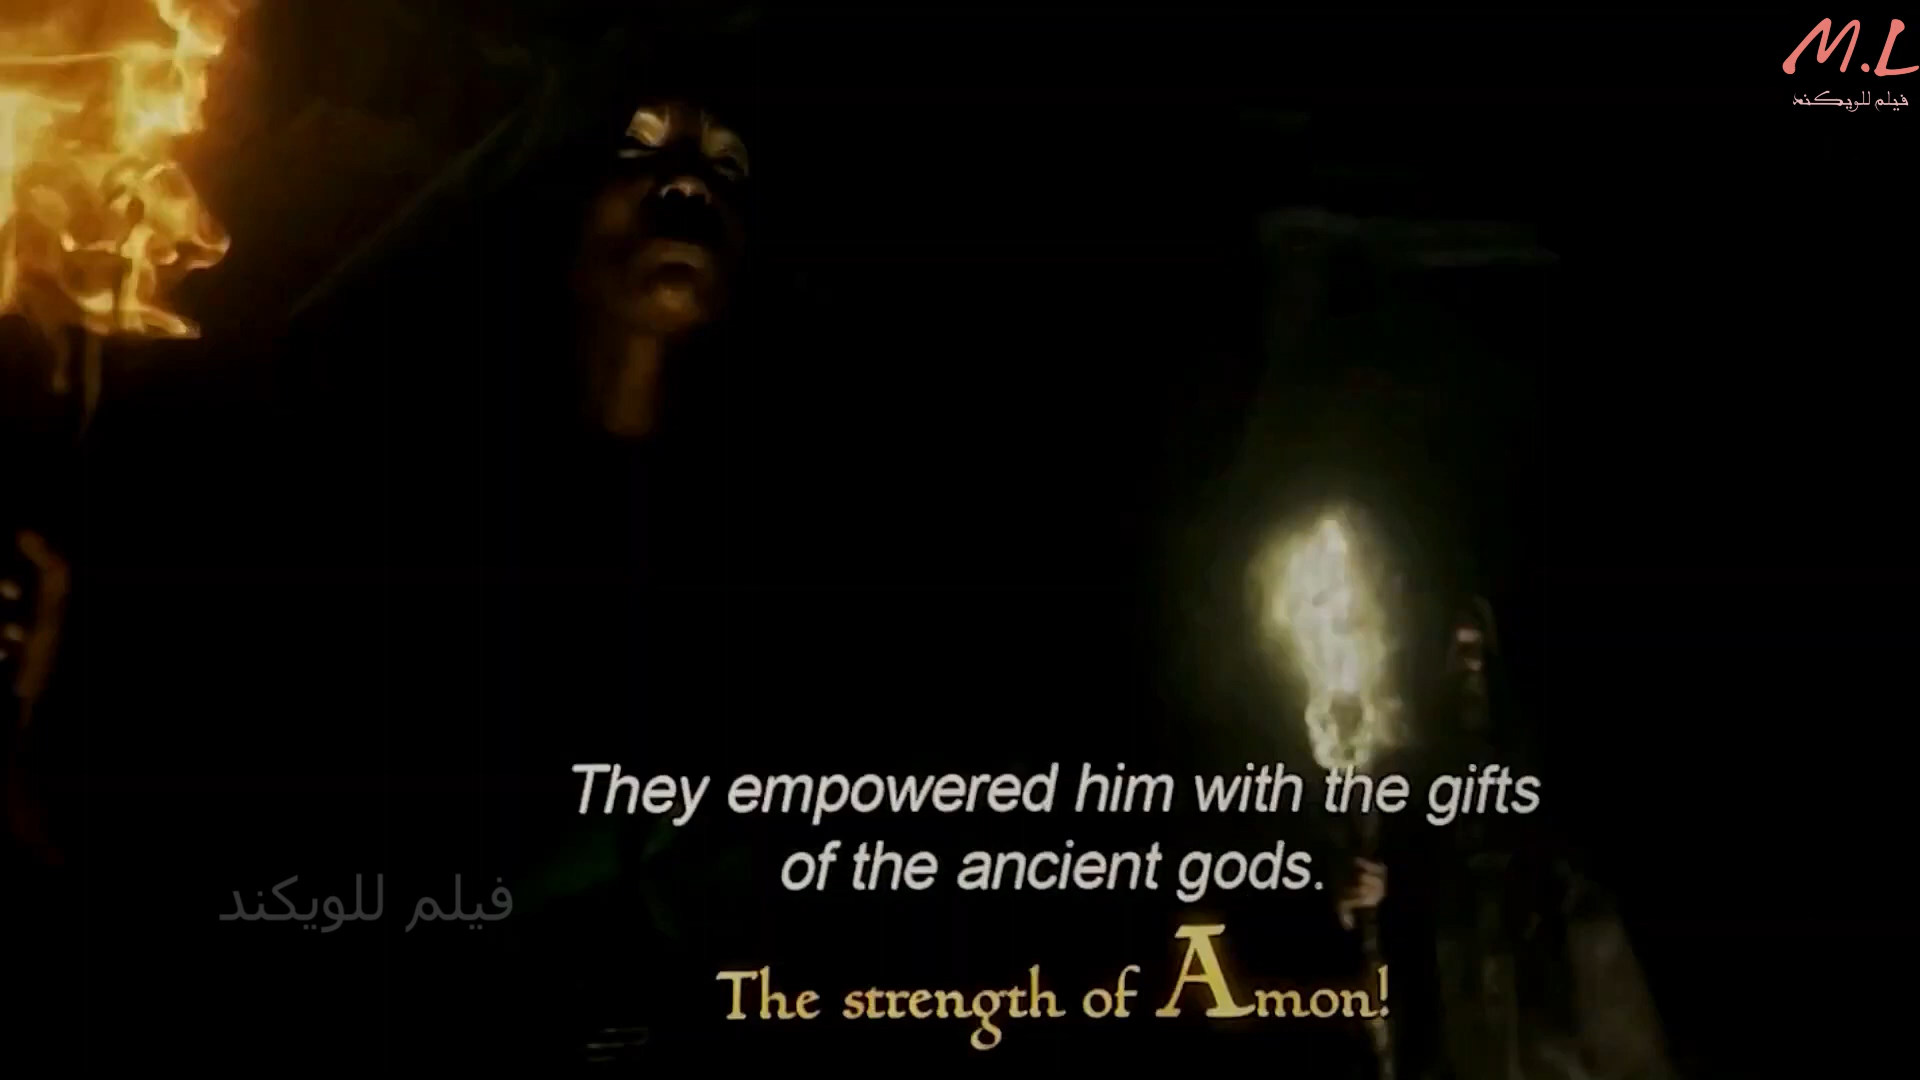 M.L
فيلم للويكند
They empowered him with the gifts
of the ancient gods.
فيلم للويكند
The strength of Amon!